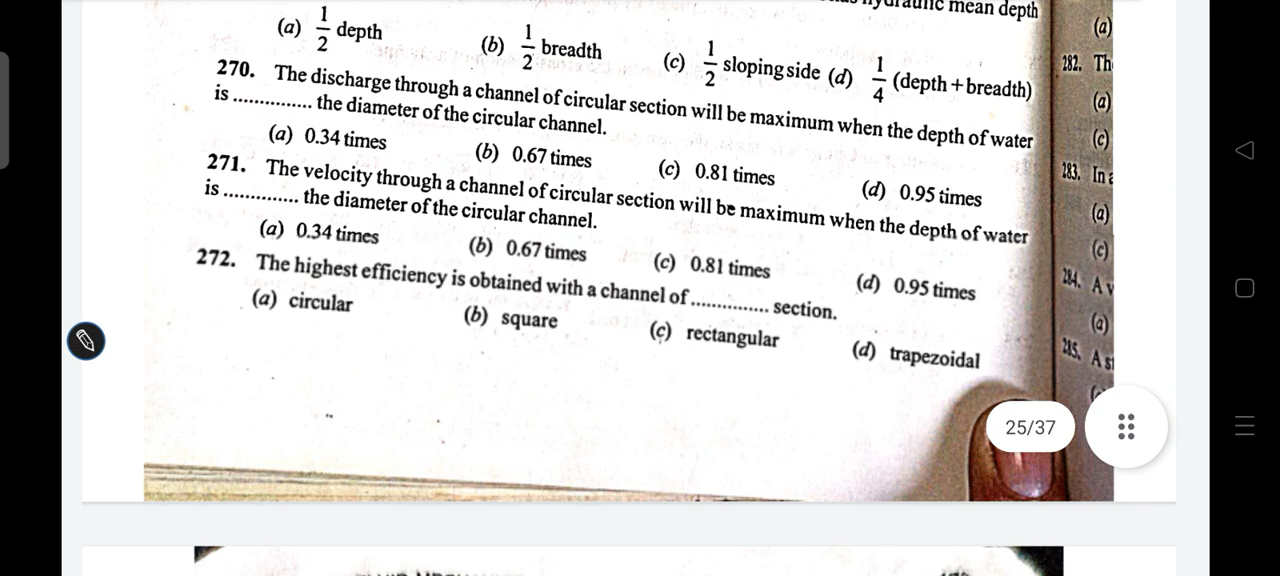 hydraulic mean depth
(a) 1/2 depth (b) 1/2 breadth (c) 1/2 sloping side (d) 1/4 (depth + breadth)
270. The discharge through a channel of circular section will be maximum when the depth of water
is ............... the diameter of the circular channel.
(a) 0.34 times (b) 0.67 times (c) 0.81 times (d) 0.95 times
271. The velocity through a channel of circular section will be maximum when the depth of water
is .............. the diameter of the circular channel.
(a) 0.34 times (b) 0.67 times (c) 0.81 times (d) 0.95 times
272. The highest efficiency is obtained with a channel of ............... section.
(a) circular (b) square (c) rectangular (d) trapezoidal
(a)
282. Th
(a)
(c)
283. In a
(a)
(c)
284. A v
(a)
285. A st
25/37